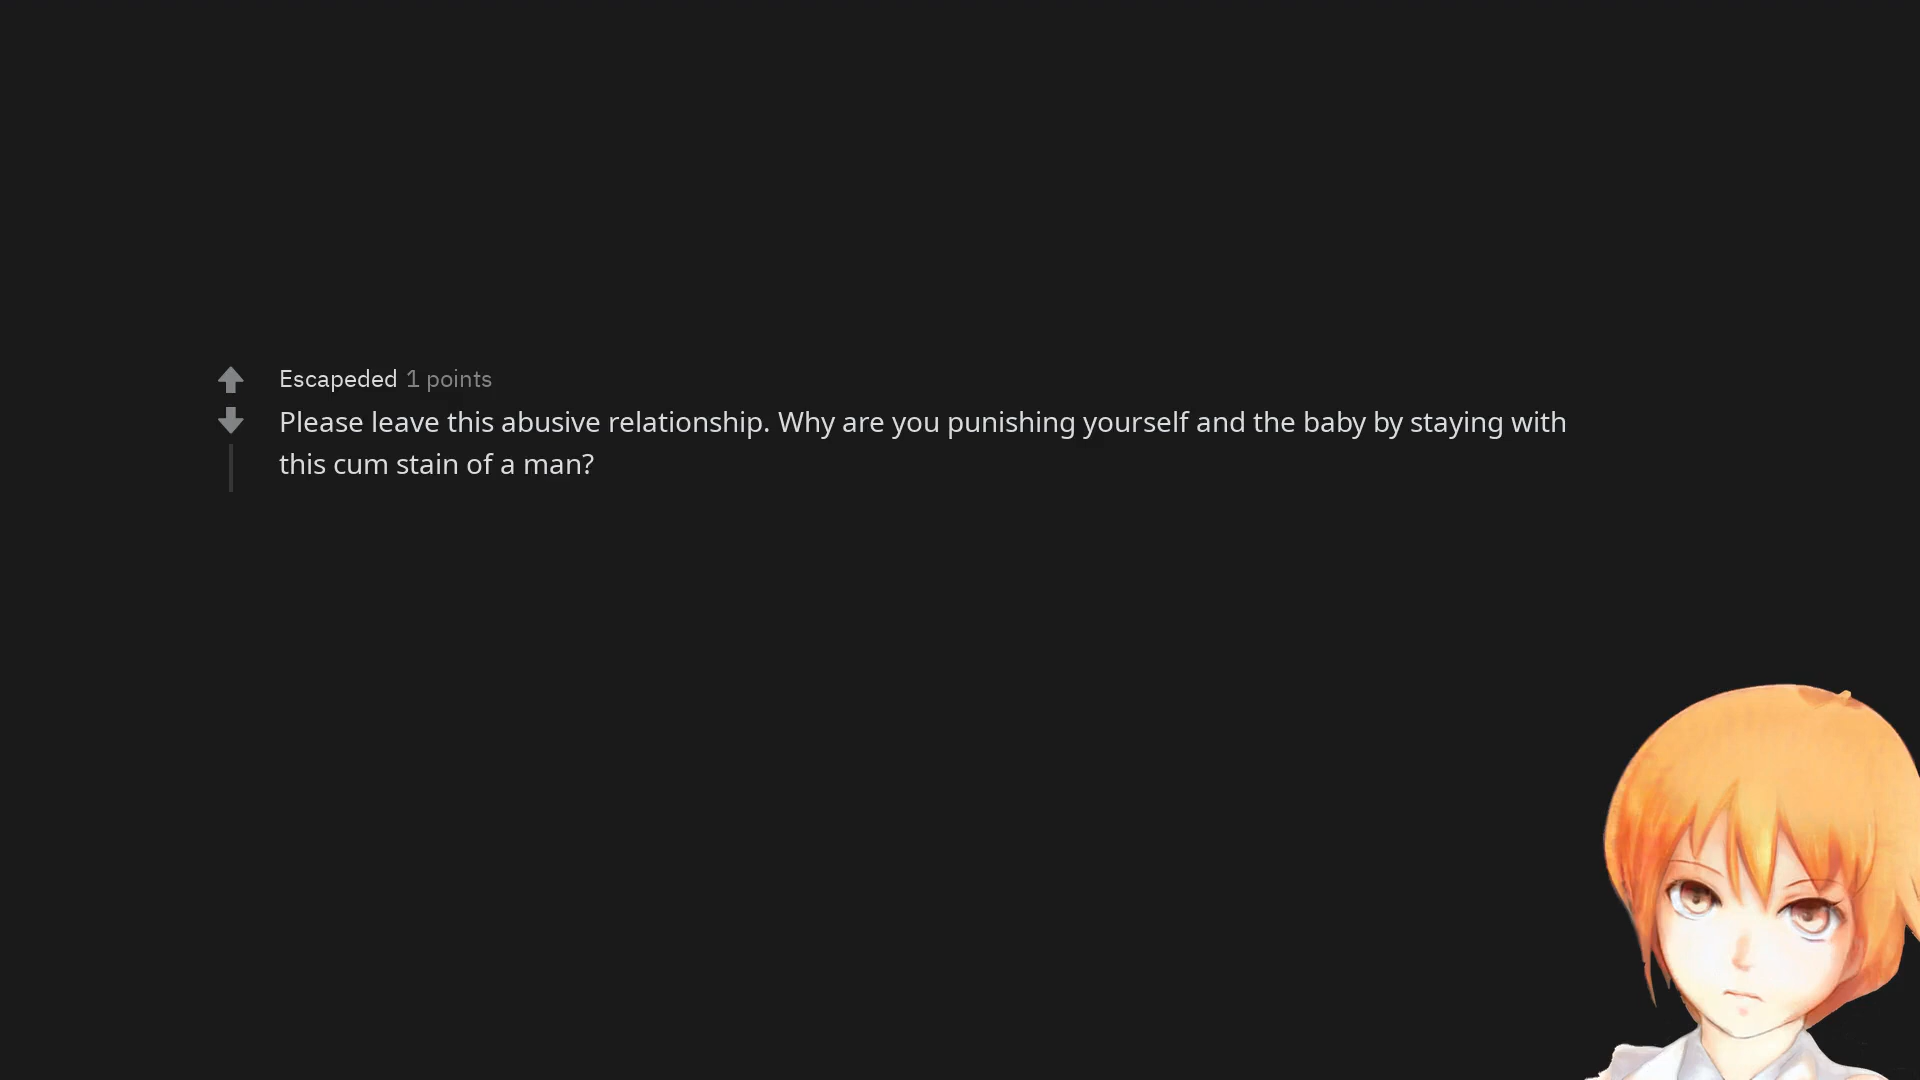 Escapeded 1 points
Please leave this abusive relationship. Why are you punishing yourself and the baby by staying with
this cum stain of a man?